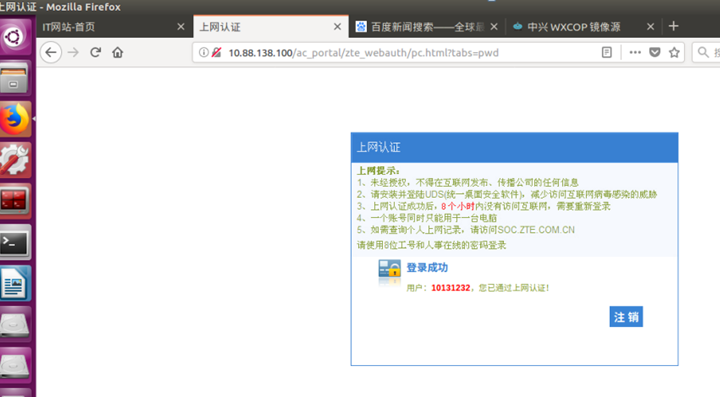 上网认证 - Mozilla Firefox
IT网站-首页
上网认证
百度新闻搜索——全球最
中兴 WXCOP 镜像源
10.88.138.100/ac_portal/zte_webauth/pc.html?tabs=pwd
上网认证
上网提示:
1、未经授权，不得在互联网发布、传播公司的任何信息
2、请安装并登陆UDS(统一桌面安全软件)，减少访问互联网病毒感染的威胁
3、上网认证成功后，8个小时内没有访问互联网，需要重新登录
4、一个账号同时只能用于一台电脑
5、如需查询个人上网记录，请访问SOC.ZTE.COM.CN
请使用8位工号和人事在线的密码登录
登录成功
用户：10131232，您已通过上网认证！
注 销